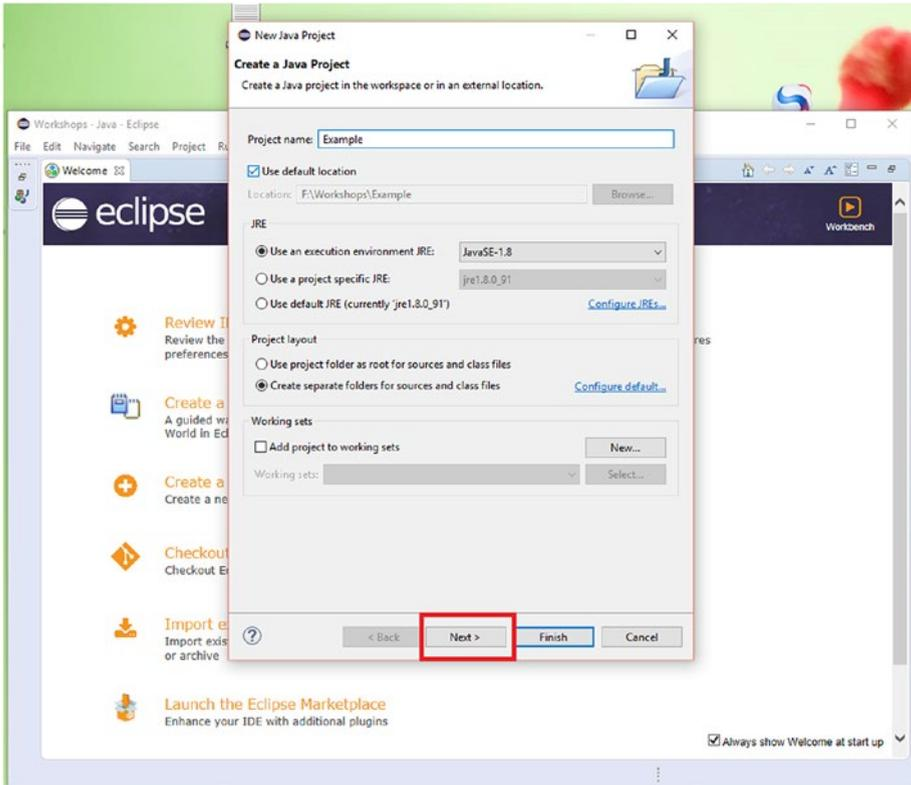 New Java Project
Create a Java Project
Create a Java project in the workspace or in an external location.
Workshops - Java - Eclipse
File Edit Navigate Search Project
Welcome
eclipse
Workbench
Project name: Example
Use default location
Location: F:\Workshops\Example Browse...
JRE
Use an execution environment JRE: JavaSE-1.8
Use a project specific JRE: jre1.8.0_91
Use default JRE (currently 'jre1.8.0_91') Configure JREs...
Project layout
Use project folder as root for sources and class files
Create separate folders for sources and class files Configure default...
Working sets
Add project to working sets New...
Working sets: Select...
< Back Next > Finish Cancel
Review
Review the
preferences
Create a
A guided
World in
Create a
Create a
Checkout
Checkout
Import
Import
or archive
Launch the Eclipse Marketplace
Enhance your IDE with additional plugins
Always show Welcome at start up